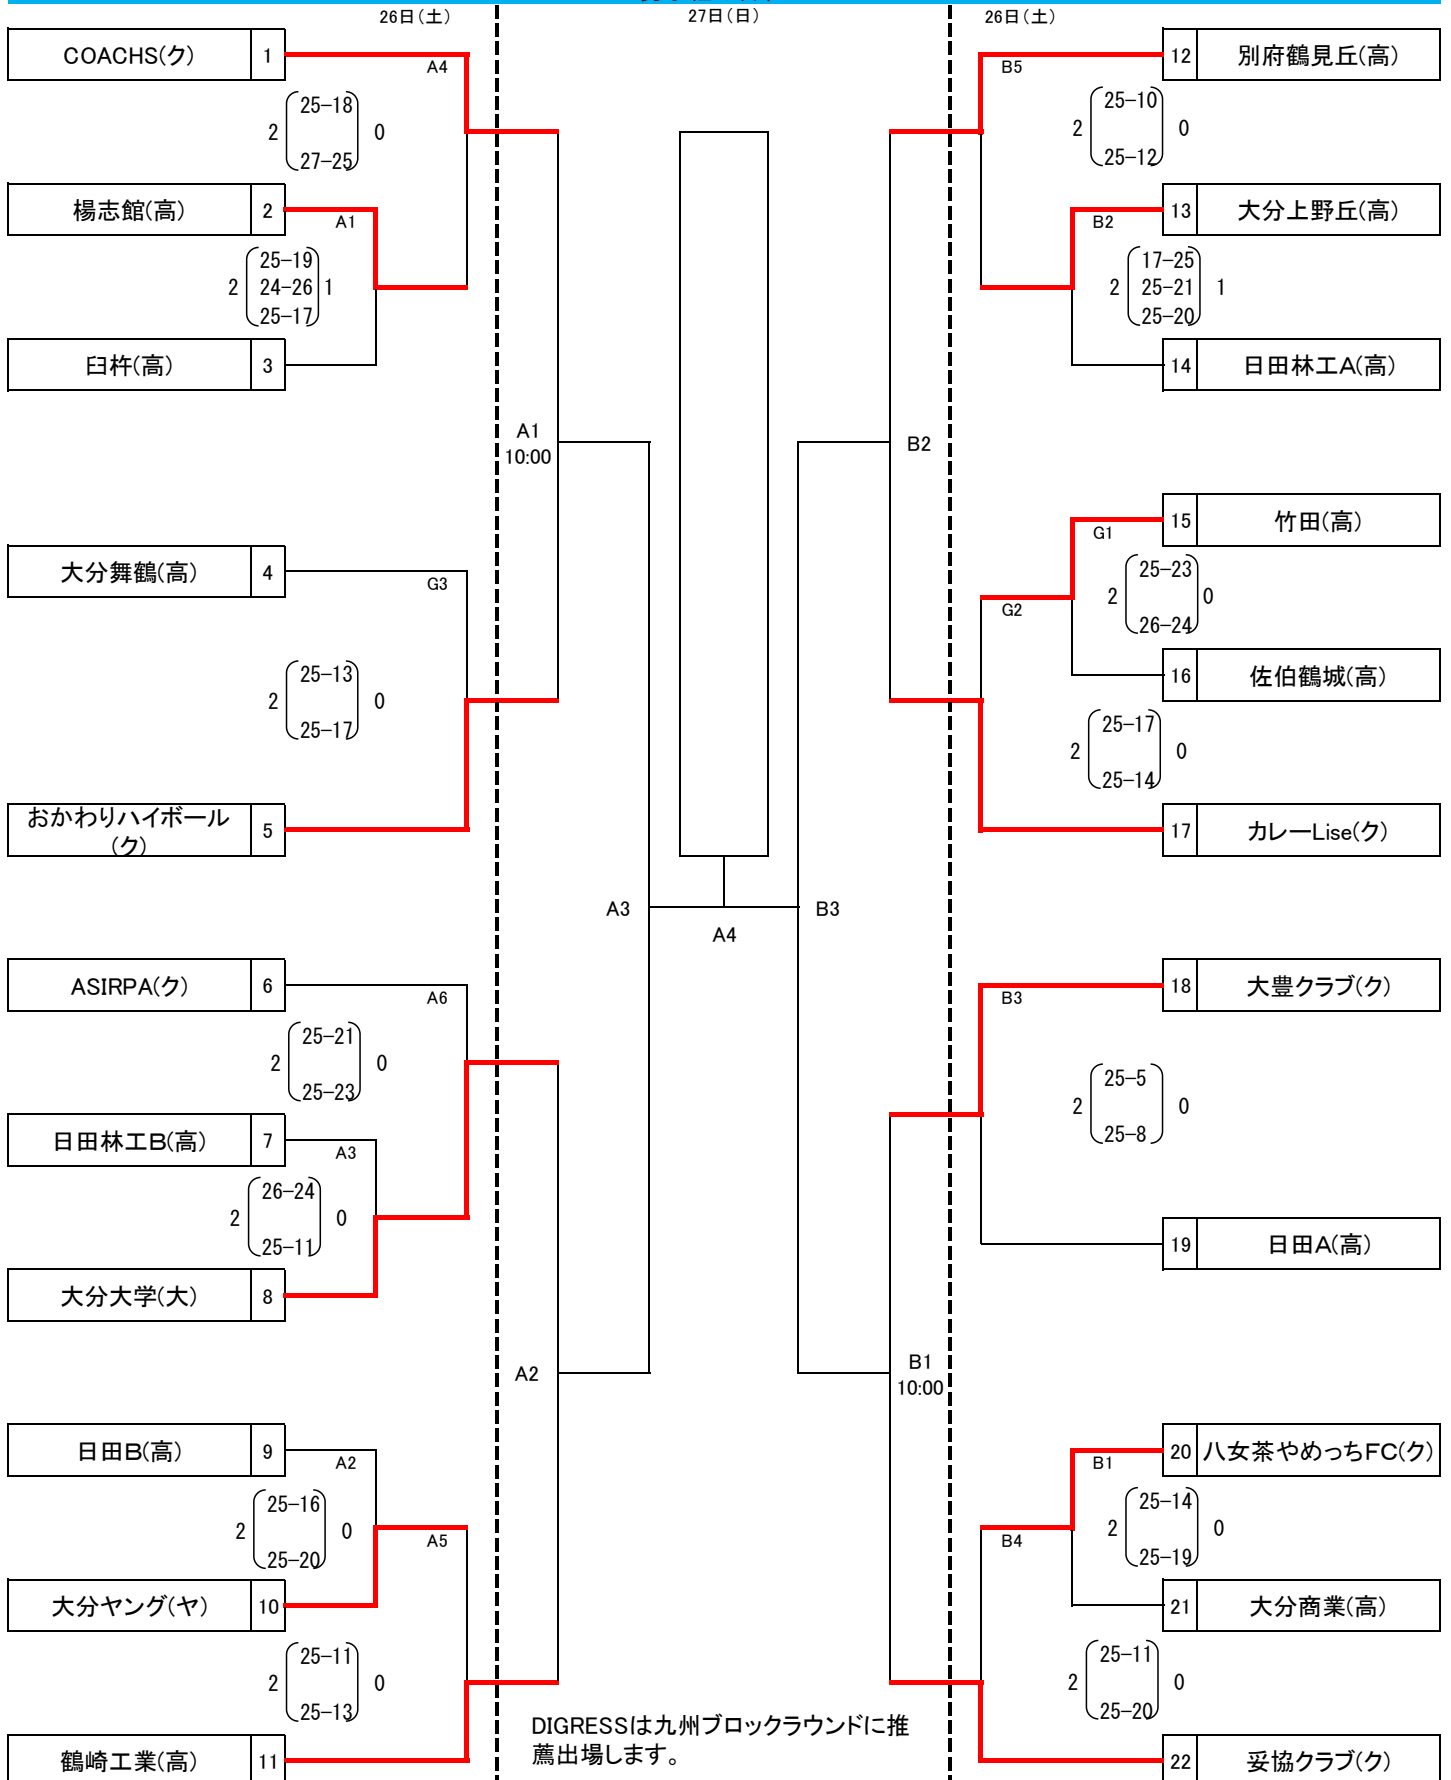 26日(土)
27日(日)
26日(土)
COACHS(ク) 1
A4
25-18
2 0
27-25
楊志館(高) 2
A1
25-19
2 24-26 1
25-17
臼杵(高) 3
A1
10:00
大分舞鶴(高) 4
G3
25-13
2 0
25-17
おかわりハイボール
(ク)
5
A3
ASIRPA(ク) 6
A6
25-21
2 0
25-23
日田林工B(高) 7
A3
26-24
2 0
25-11
大分大学(大) 8
A2
日田B(高) 9
A2
25-16
2 0
25-20
A5
大分ヤング(ヤ) 10
25-11
2 0
25-13
鶴崎工業(高) 11
A4
DIGRESSは九州ブロックラウンドに推
薦出場します。
12 別府鶴見丘(高)
B5
25-10
2 0
25-12
13 大分上野丘(高)
B2
17-25
2 25-21 1
25-20
14 日田林工A(高)
B2
15 竹田(高)
G1
25-23
2 0
26-24
G2
16 佐伯鶴城(高)
25-17
2 0
25-14
17 カレーLise(ク)
B3
18 大豊クラブ(ク)
B3
25-5
2 0
25-8
19 日田A(高)
B1
10:00
20 八女茶やめっちFC(ク)
B1
25-14
2 0
25-19
B4
21 大分商業(高)
25-11
2 0
25-20
22 妥協クラブ(ク)